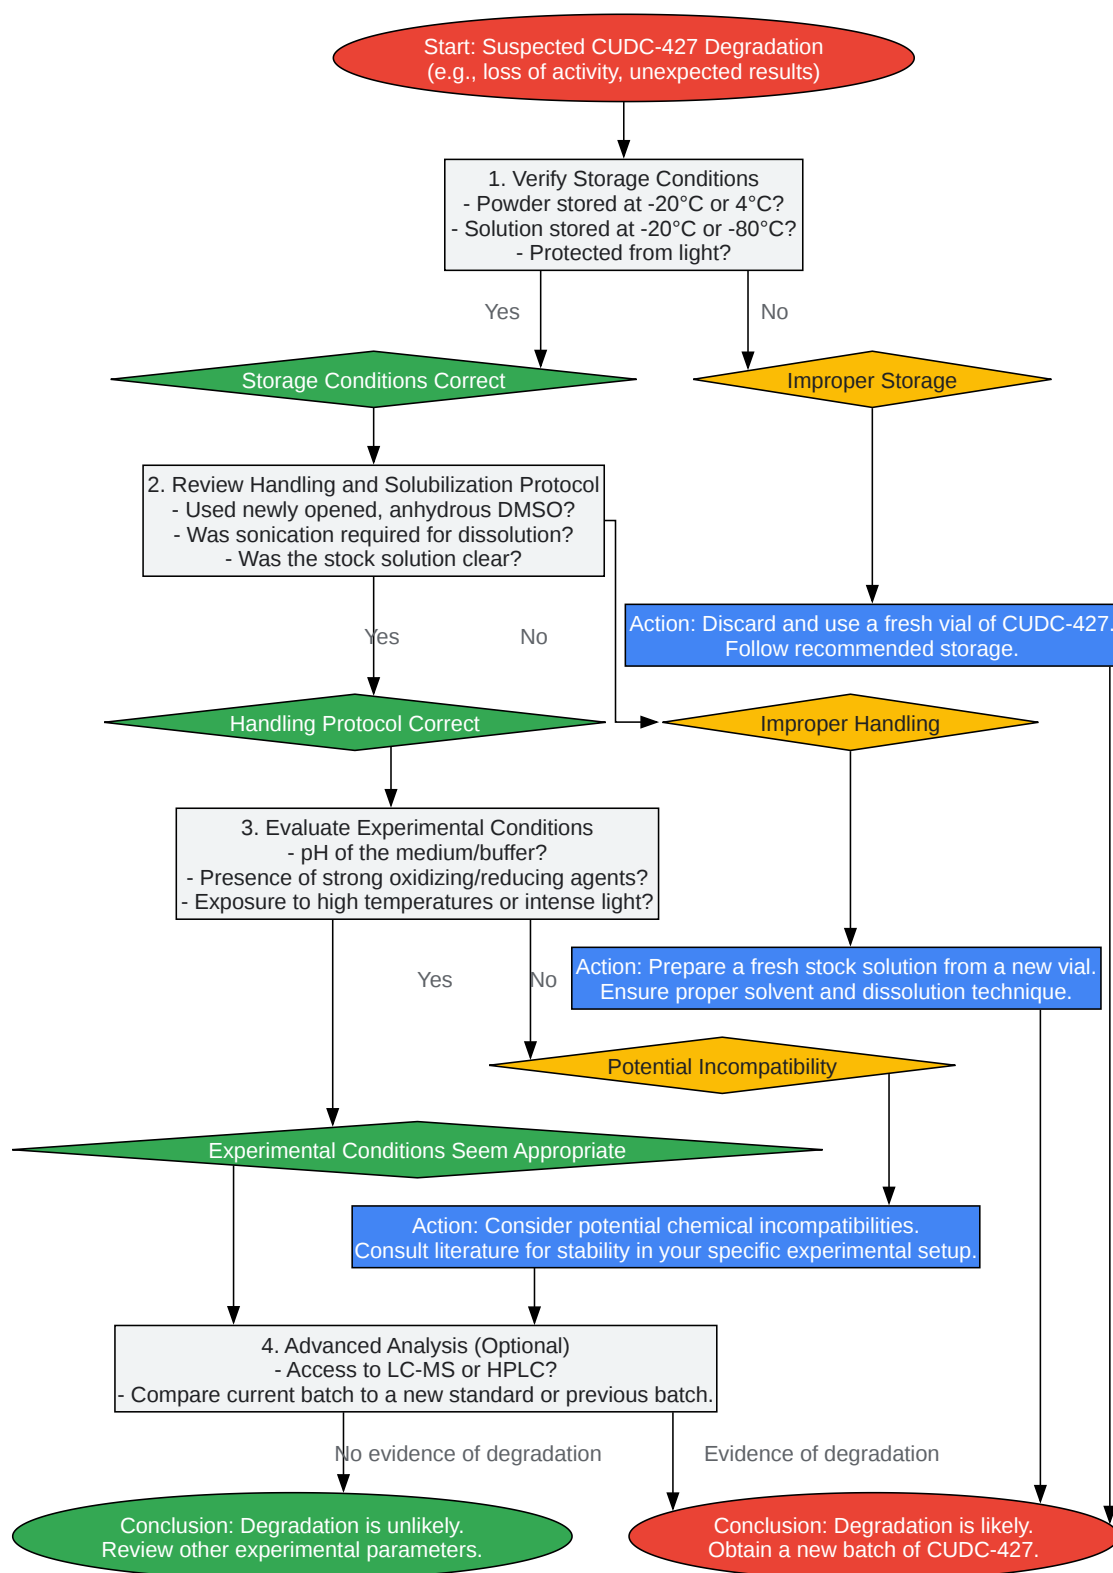 Start: Suspected CUDC-427 Degradation
(e.g., loss of activity, unexpected results)
1. Verify Storage Conditions
- Powder stored at -20°C or 4°C?
- Solution stored at -20°C or -80°C?
- Protected from light?
Yes
No
Storage Conditions Correct
Improper Storage
2. Review Handling and Solubilization Protocol
- Used newly opened, anhydrous DMSO?
- Was sonication required for dissolution?
- Was the stock solution clear?
Action: Discard and use a fresh vial of CUDC-427.
Follow recommended storage.
Yes
No
Handling Protocol Correct
Improper Handling
3. Evaluate Experimental Conditions
- pH of the medium/buffer?
- Presence of strong oxidizing/reducing agents?
- Exposure to high temperatures or intense light?
Action: Prepare a fresh stock solution from a new vial.
Ensure proper solvent and dissolution technique.
Yes
No
Potential Incompatibility
Experimental Conditions Seem Appropriate
Action: Consider potential chemical incompatibilities.
Consult literature for stability in your specific experimental setup.
4. Advanced Analysis (Optional)
- Access to LC-MS or HPLC?
- Compare current batch to a new standard or previous batch.
No evidence of degradation
Evidence of degradation
Conclusion: Degradation is unlikely.
Review other experimental parameters.
Conclusion: Degradation is likely.
Obtain a new batch of CUDC-427.